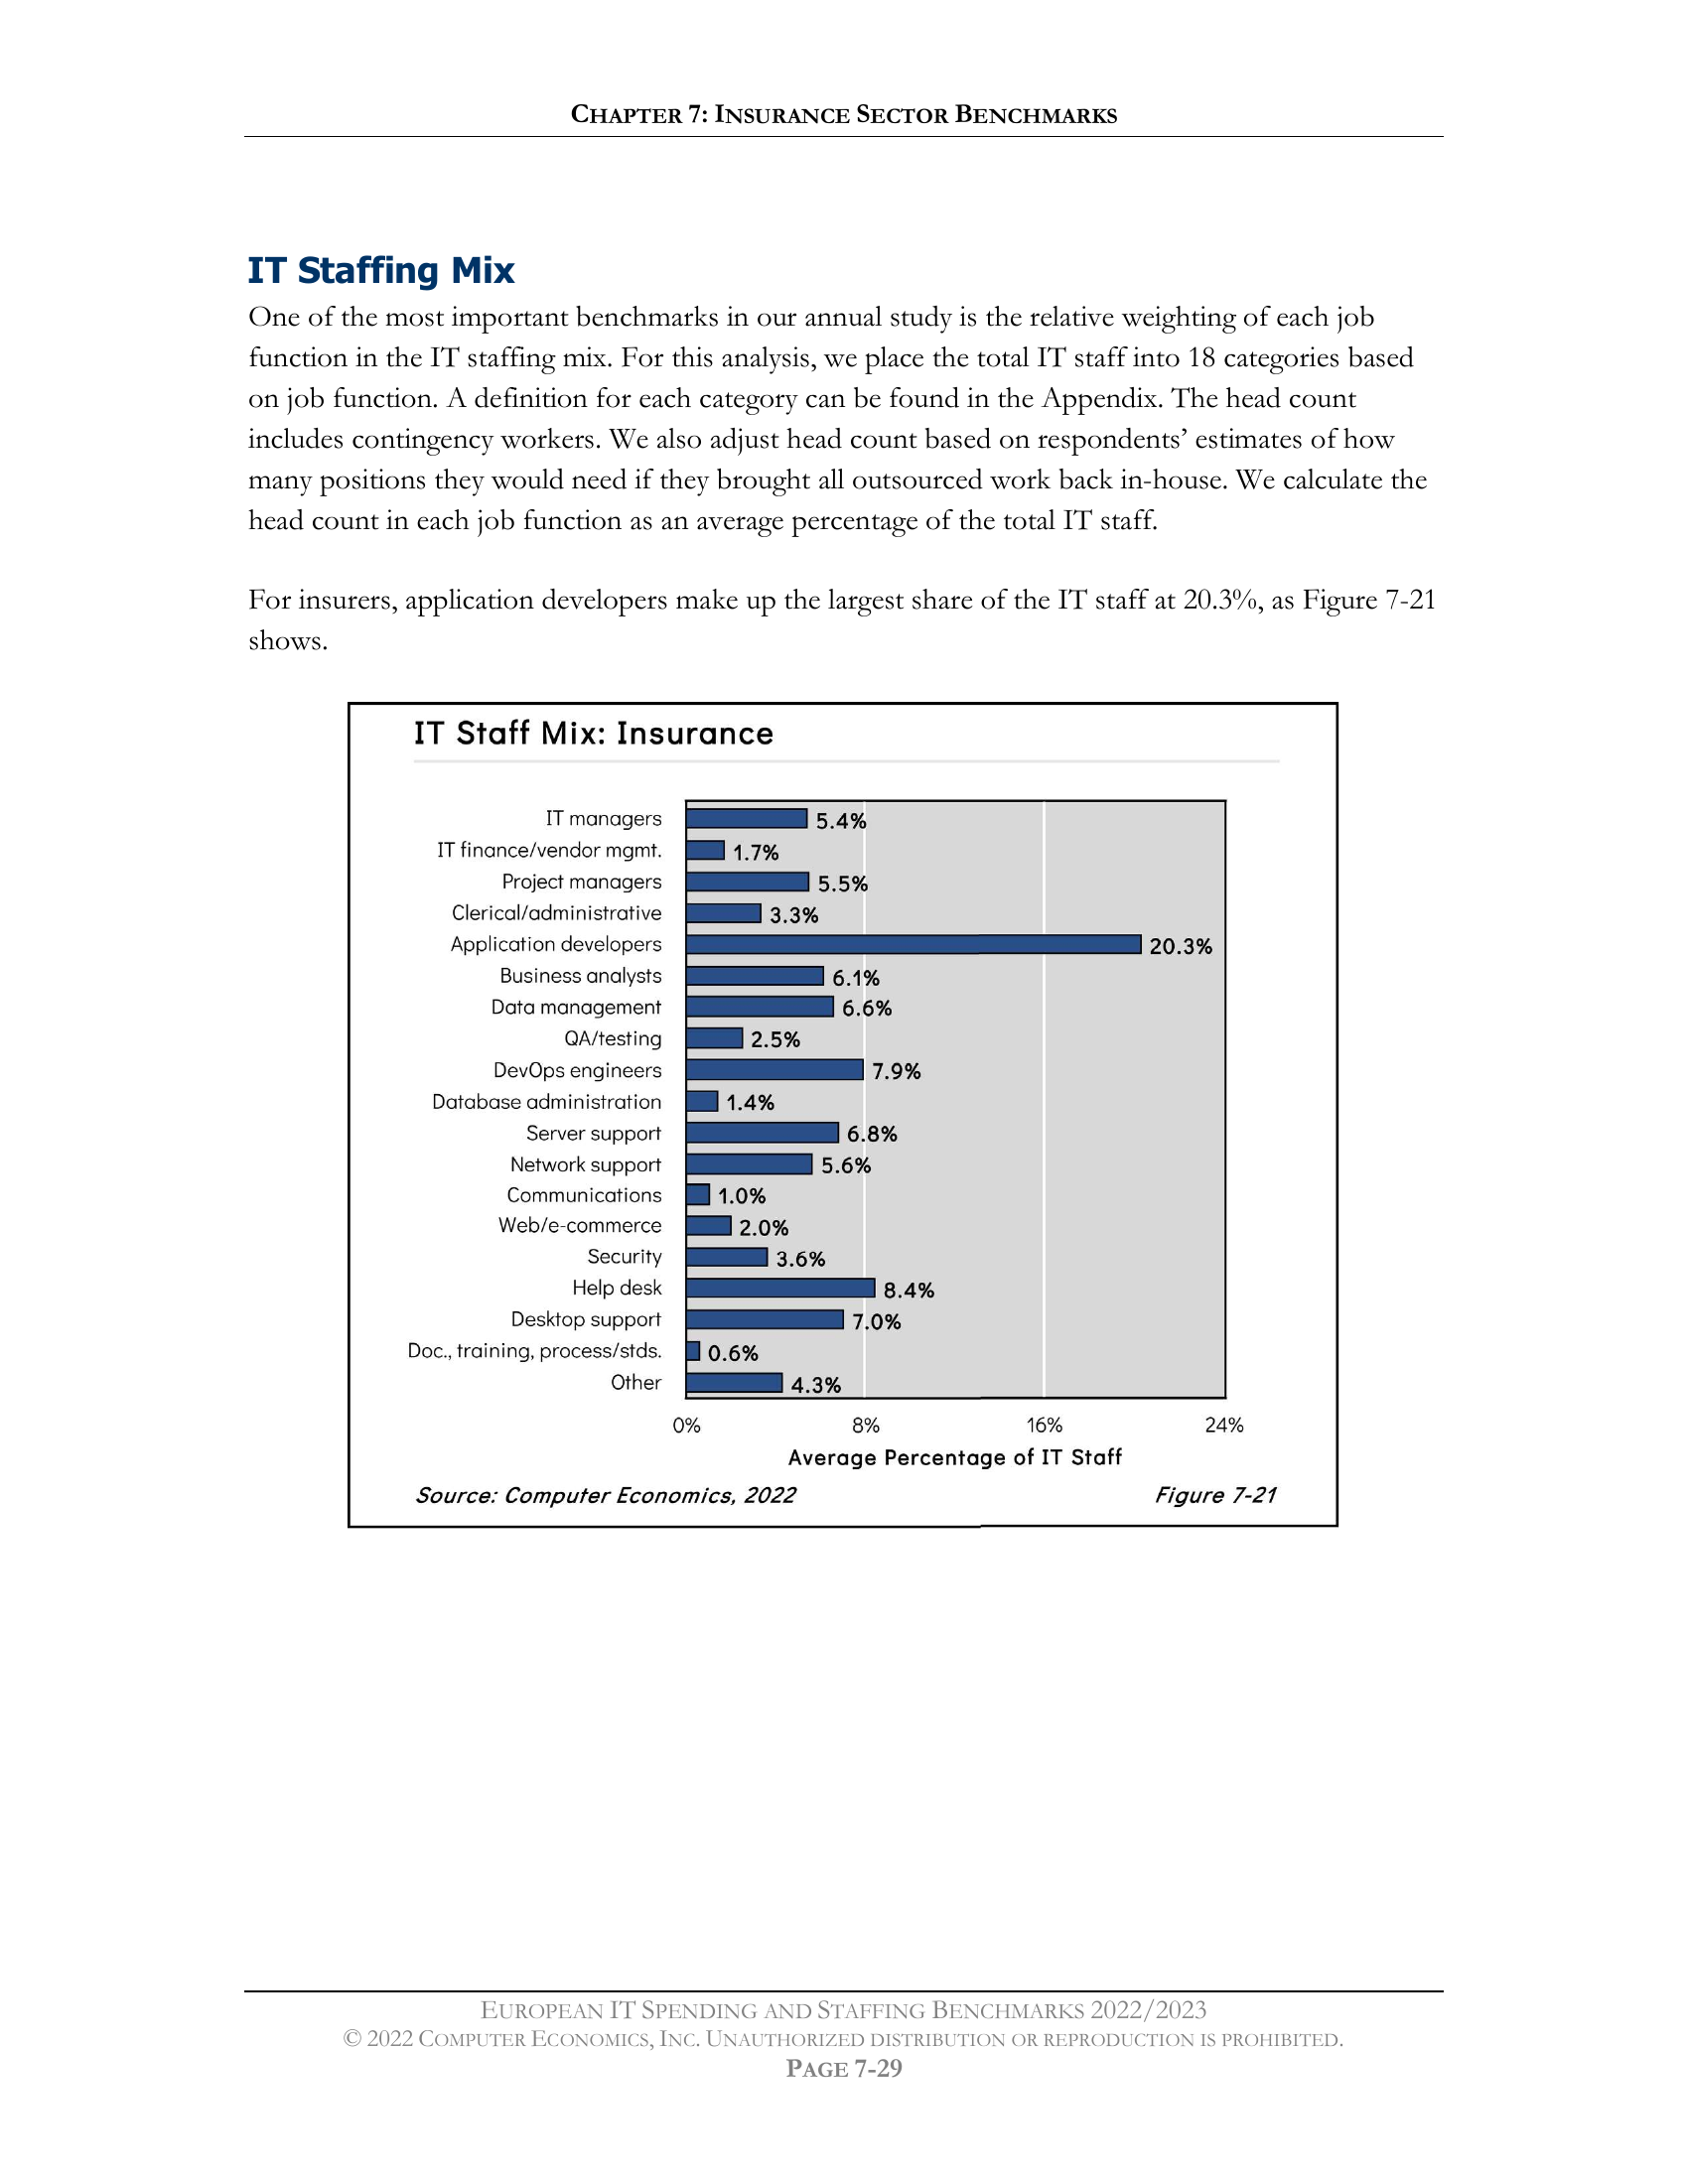 CHAPTER 7: INSURANCE SECTOR BENCHMARKS
IT Staffing Mix
One of the most important benchmarks in our annual study is the relative weighting of each job
function in the IT staffing mix. For this analysis, we place the total IT staff into 18 categories based
on job function. A definition for each category can be found in the Appendix. The head count
includes contingency workers. We also adjust head count based on respondents’ estimates of how
many positions they would need if they brought all outsourced work back in-house. We calculate the
head count in each job function as an average percentage of the total IT staff.
For insurers, application developers make up the largest share of the IT staff at 20.3%, as Figure 7-21
shows.
IT Staff Mix: Insurance
IT managers 5.4%
IT finance/vendor mgmt. 1.7%
Project managers 5.5%
Clerical/administrative 3.3%
Application developers 20.3%
Business analysts 6.1%
Data management 6.6%
QA/testing 2.5%
DevOps engineers 7.9%
Database administration 1.4%
Server support 6.8%
Network support 5.6%
Communications 1.0%
Web/e-commerce 2.0%
Security 3.6%
Help desk 8.4%
Desktop support 7.0%
Doc., training, process/stds. 0.6%
Other 4.3%
0% 8% 16% 24%
Average Percentage of IT Staff
Source: Computer Economics, 2022 Figure 7-21
EUROPEAN IT SPENDING AND STAFFING BENCHMARKS 2022/2023
© 2022 COMPUTER ECONOMICS, INC. UNAUTHORIZED DISTRIBUTION OR REPRODUCTION IS PROHIBITED.
PAGE 7-29